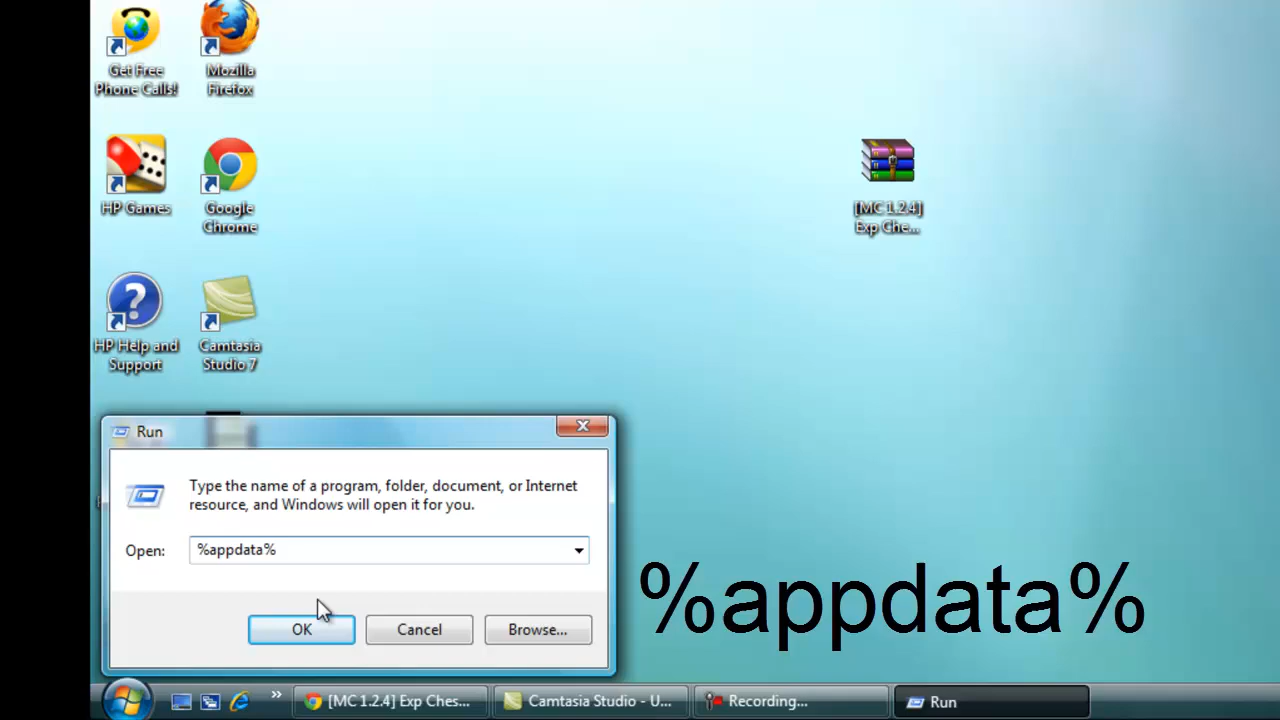 Get Free
Phone Calls!
Mozilla
Firefox
HP Games
Google
Chrome
[MC 1.2.4]
Exp Che...
HP Help and
Support
Camtasia
Studio 7
Run
Type the name of a program, folder, document, or Internet
resource, and Windows will open it for you.
Open:
%appdata%
OK
Cancel
Browse...
%appdata%
[MC 1.2.4] Exp Ches...
Camtasia Studio - U...
Recording...
Run